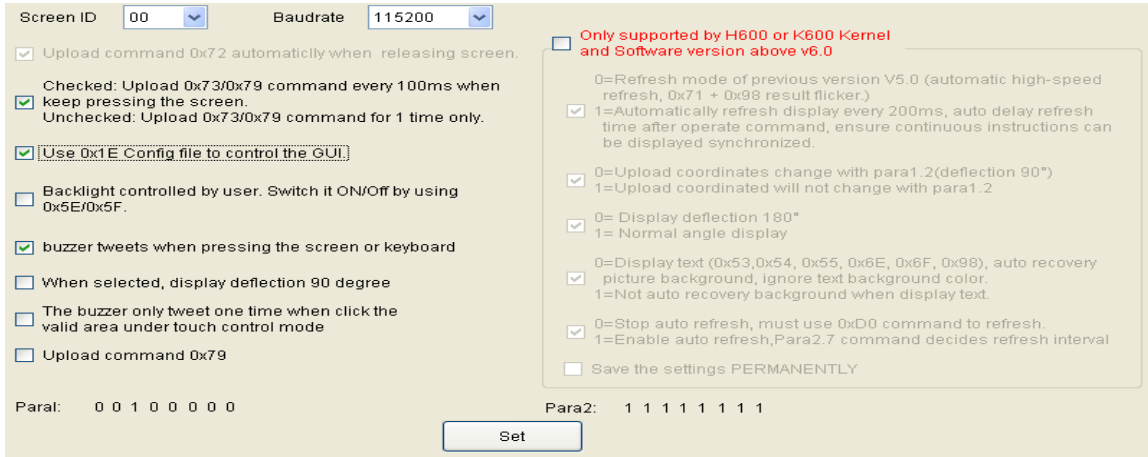 Screen ID 00 Baudrate 115200
Upload command 0x72 automaticlly when releasing screen.
Checked: Upload 0x73/0x79 command every 100ms when
keep pressing the screen.
Unchecked: Upload 0x73/0x79 command for 1 time only.
Use 0x1E Config file to control the GUI.
Backlight controlled by user. Switch it ON/Off by using
0x5E/0x5F.
buzzer tweets when pressing the screen or keyboard
When selected, display deflection 90 degree
The buzzer only tweet one time when click the
valid area under touch control mode
Upload command 0x79
Only supported by H600 or K600 Kernel
and Software version above v6.0
0=Refresh mode of previous version V5.0 (automatic high-speed
refresh, 0x71 + 0x98 result flicker.)
1=Automatically refresh display every 200ms, auto delay refresh
time after operate command, ensure continuous instructions can
be displayed synchronized.
0=Upload coordinates change with para1.2(deflection 90°)
1=Upload coordinated will not change with para1.2
0= Display deflection 180°
1= Normal angle display
0=Display text (0x53,0x54, 0x55, 0x6E, 0x6F, 0x98), auto recovery
picture background, ignore text background color.
1=Not auto recovery background when display text.
0=Stop auto refresh, must use 0xD0 command to refresh.
1=Enable auto refresh,Para2.7 command decides refresh interval
Save the settings PERMANENTLY
Paral: 0 0 1 0 0 0 0 0
Para2: 1 1 1 1 1 1 1 1
Set